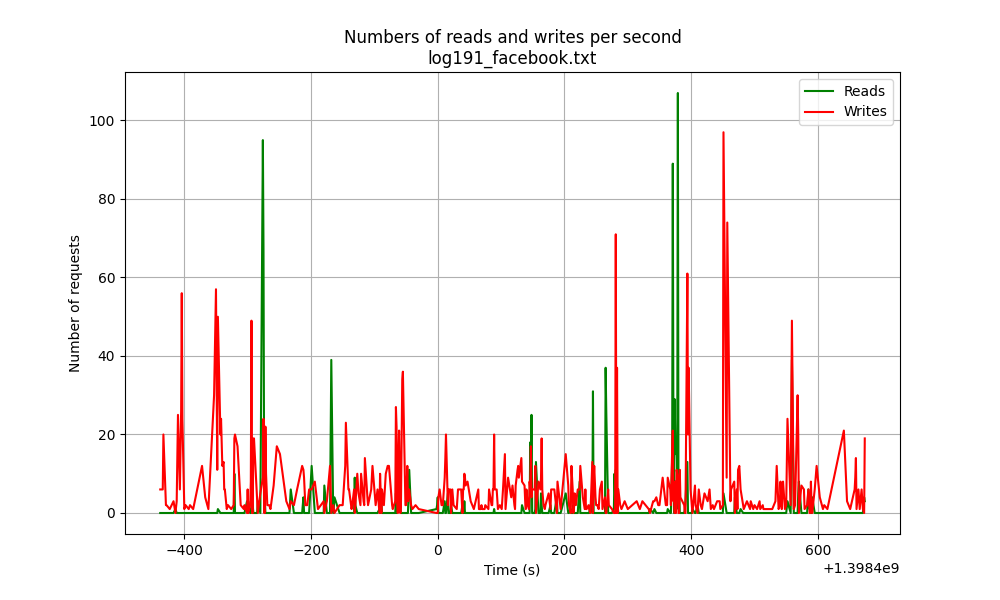 Numbers of reads and writes per second
log191_facebook.txt
Reads
Writes
100
80
60
40
20
0
Number of requests
−400
−200
0
200
400
600
Time (s)
+1.3984e9